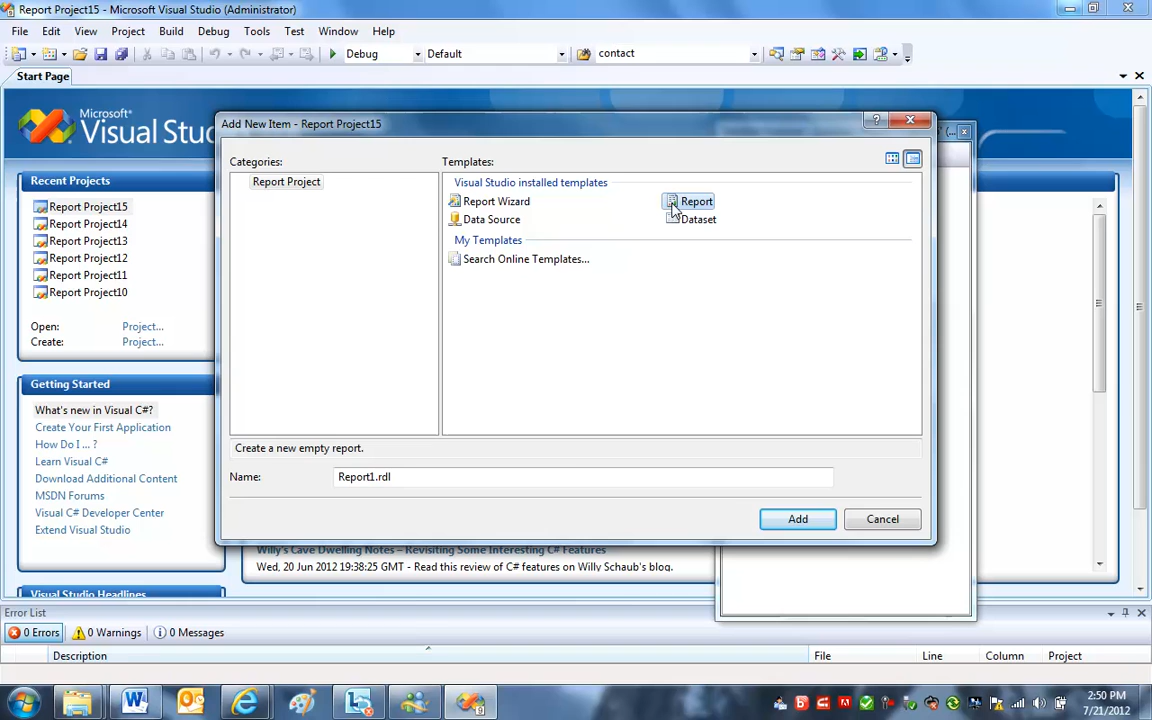 Report Project15 - Microsoft Visual Studio (Administrator)
File Edit View Project Build Debug Tools Test Window Help
Debug Default contact
Start Page
Microsoft®
Visual
Add New Item - Report Project15
Categories: Templates:
Report Project
Visual Studio installed templates
Report Wizard Report
Data Source Dataset
My Templates
Search Online Templates...
Create a new empty report.
Name: Report1.rdl
Add Cancel
Recent Projects
Report Project15
Report Project14
Report Project13
Report Project12
Report Project11
Report Project10
Open: Project...
Create: Project...
Getting Started
What's new in Visual C#?
Create Your First Application
How Do I ... ?
Learn Visual C#
Download Additional Content
MSDN Forums
Visual C# Developer Center
Extend Visual Studio
Willy's Cave Dwelling Notes – Revisiting Some Interesting C# Features
Wed, 20 Jun 2012 19:38:25 GMT - Read this review of C# features on Willy Schaub's blog.
Visual Studio Headlines
Error List
0 Errors 0 Warnings 0 Messages
Description File Line Column Project
2:50 PM
7/21/2012